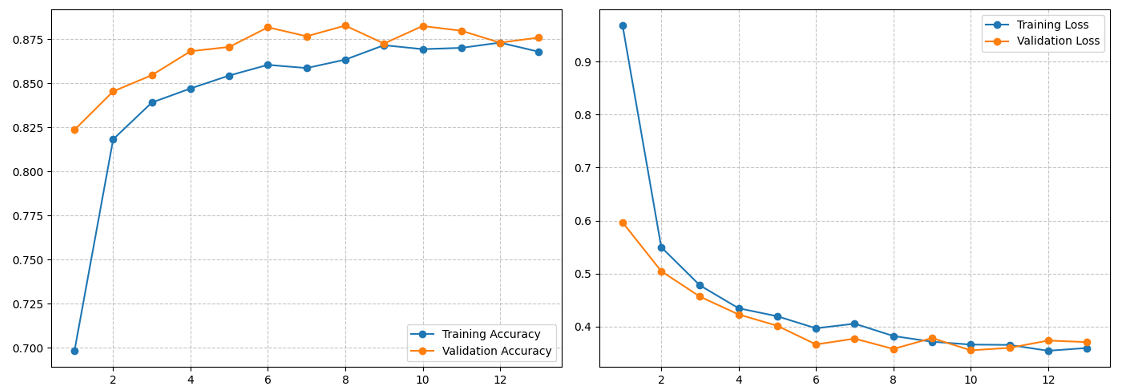 0.875
0.850
0.825
0.800
0.775
0.750
0.725
0.700
2 4 6 8 10 12
Training Accuracy
Validation Accuracy
0.9
0.8
0.7
0.6
0.5
0.4
2 4 6 8 10 12
Training Loss
Validation Loss